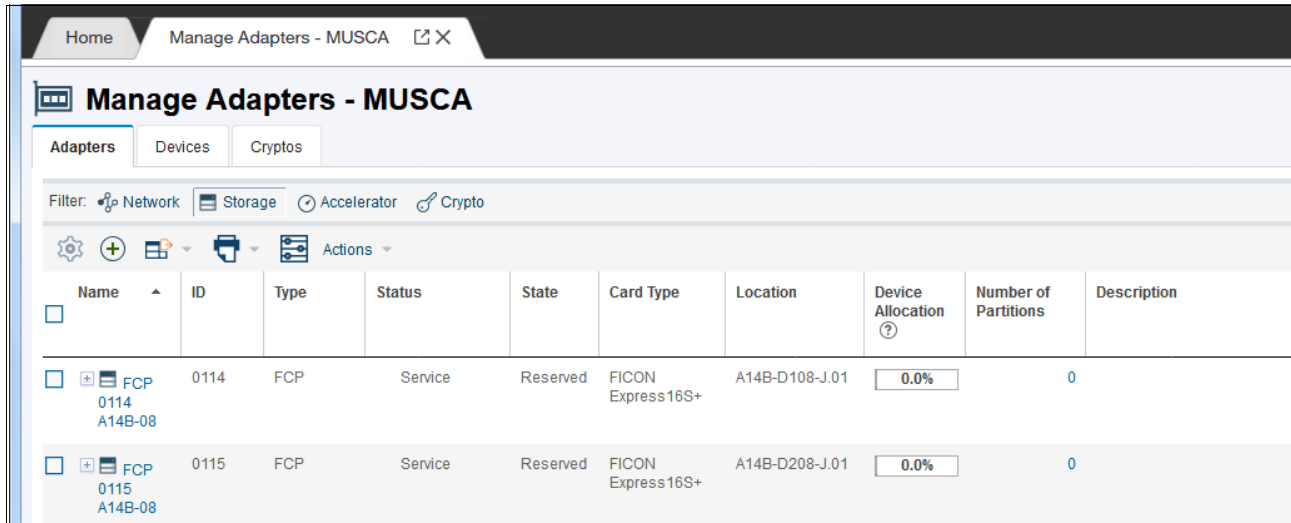 Home Manage Adapters - MUSCA
Manage Adapters - MUSCA
Adapters Devices Cryptos
Filter: Network Storage Accelerator Crypto
Actions
Name ID Type Status State Card Type Location Device Allocation ? Number of Partitions Description
FCP 0114 A14B-08 0114 FCP Service Reserved FICON Express16S+ A14B-D108-J.01 0.0% 0
FCP 0115 A14B-08 0115 FCP Service Reserved FICON Express16S+ A14B-D208-J.01 0.0% 0